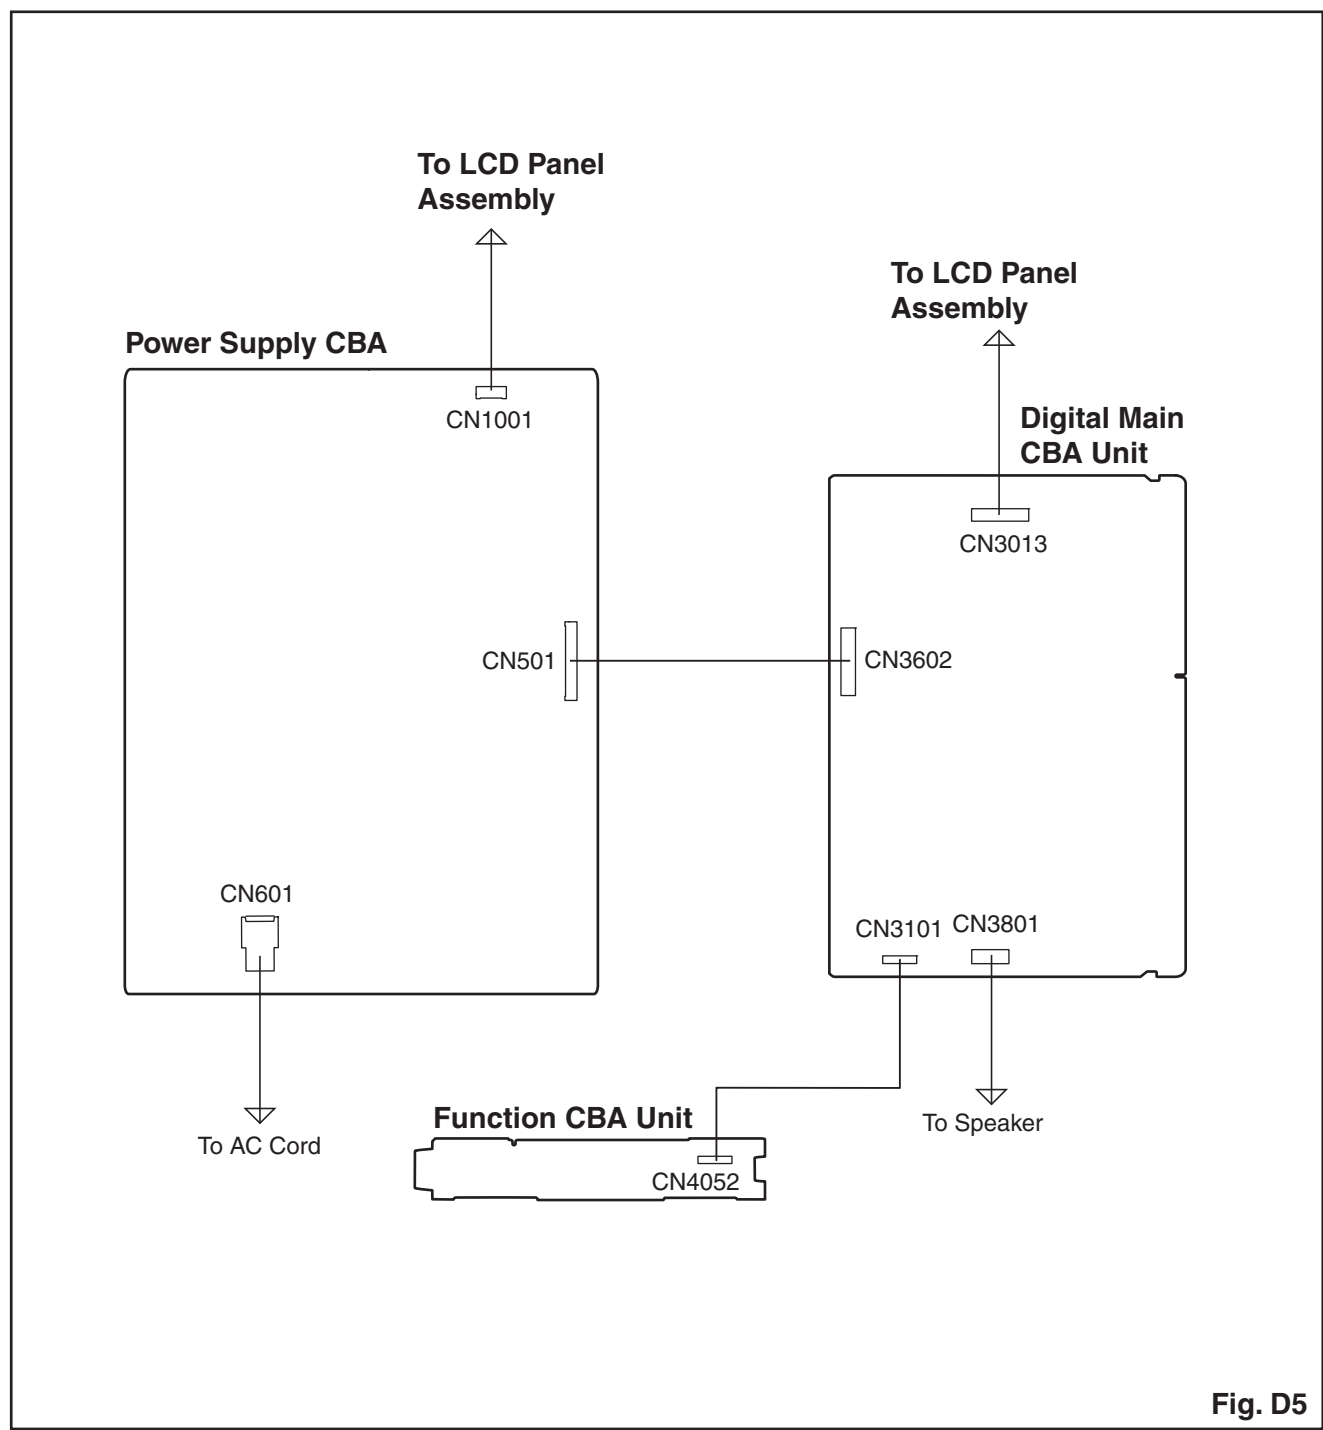 To LCD Panel
Assembly
To LCD Panel
Assembly
Power Supply CBA
CN1001
Digital Main
CBA Unit
CN3013
CN501
CN3602
CN601
CN3101
CN3801
To AC Cord
Function CBA Unit
To Speaker
CN4052
Fig. D5